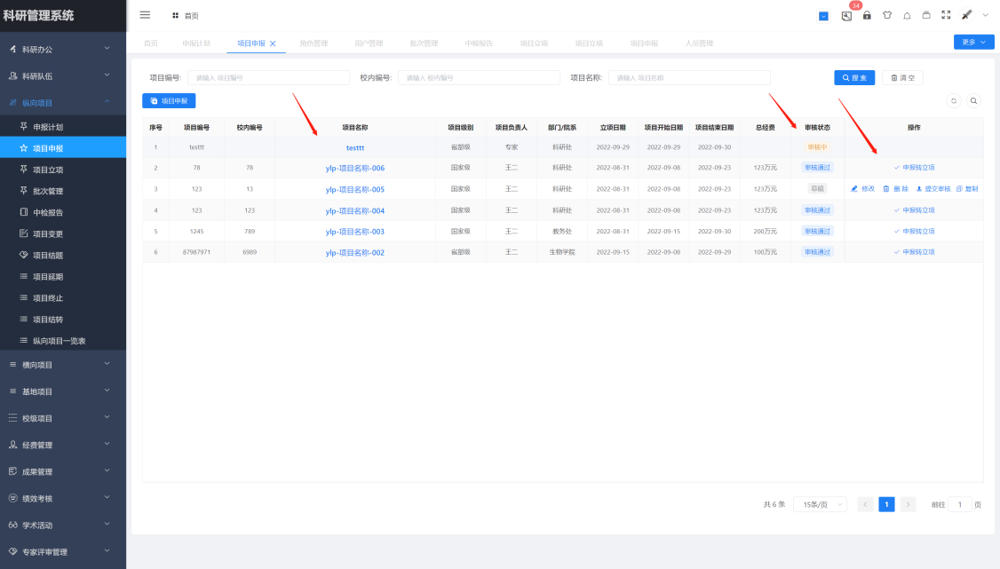 科研管理系统
首页
34
首页 申报计划 项目申报 角色管理 用户管理 批次管理 中检报告 项目立项 项目立项 项目申报 人员管理
更多
科研办公
科研队伍
纵向项目
申报计划
项目申报
项目立项
批次管理
中检报告
项目变更
项目结题
项目延期
项目终止
项目结转
纵向项目一览表
横向项目
基地项目
校级项目
经费管理
成果管理
绩效考核
学术活动
专家评审管理
项目编号: 请输入 项目编号 校内编号: 请输入 校内编号 项目名称: 请输入 项目名称 搜 索 清 空
项目申报
序号 项目编号 校内编号 项目名称 项目级别 项目负责人 部门/院系 立项日期 项目开始日期 项目结束日期 总经费 审核状态 操作
1 testtt testtt 省部级 专家 科研处 2022-09-29 2022-09-29 2022-09-30 审核中
2 78 78 ylp-项目名称-006 国家级 王二 科研处 2022-08-31 2022-09-08 2022-09-23 123万元 审核通过 申报转立项
3 123 13 ylp-项目名称-005 国家级 王二 科研处 2022-08-31 2022-09-08 2022-09-23 123万元 草稿 修改 删 除 提交审核 复制
4 123 123 ylp-项目名称-004 国家级 王二 科研处 2022-08-31 2022-09-08 2022-09-23 123万元 审核通过 申报转立项
5 1245 789 ylp-项目名称-003 国家级 王二 教务处 2022-08-31 2022-09-15 2022-09-30 200万元 审核通过 申报转立项
6 87987971 6989 ylp-项目名称-002 省部级 王二 生物学院 2022-09-15 2022-09-08 2022-09-29 100万元 审核通过 申报转立项
共 6 条 15条/页 1 前往 1 页